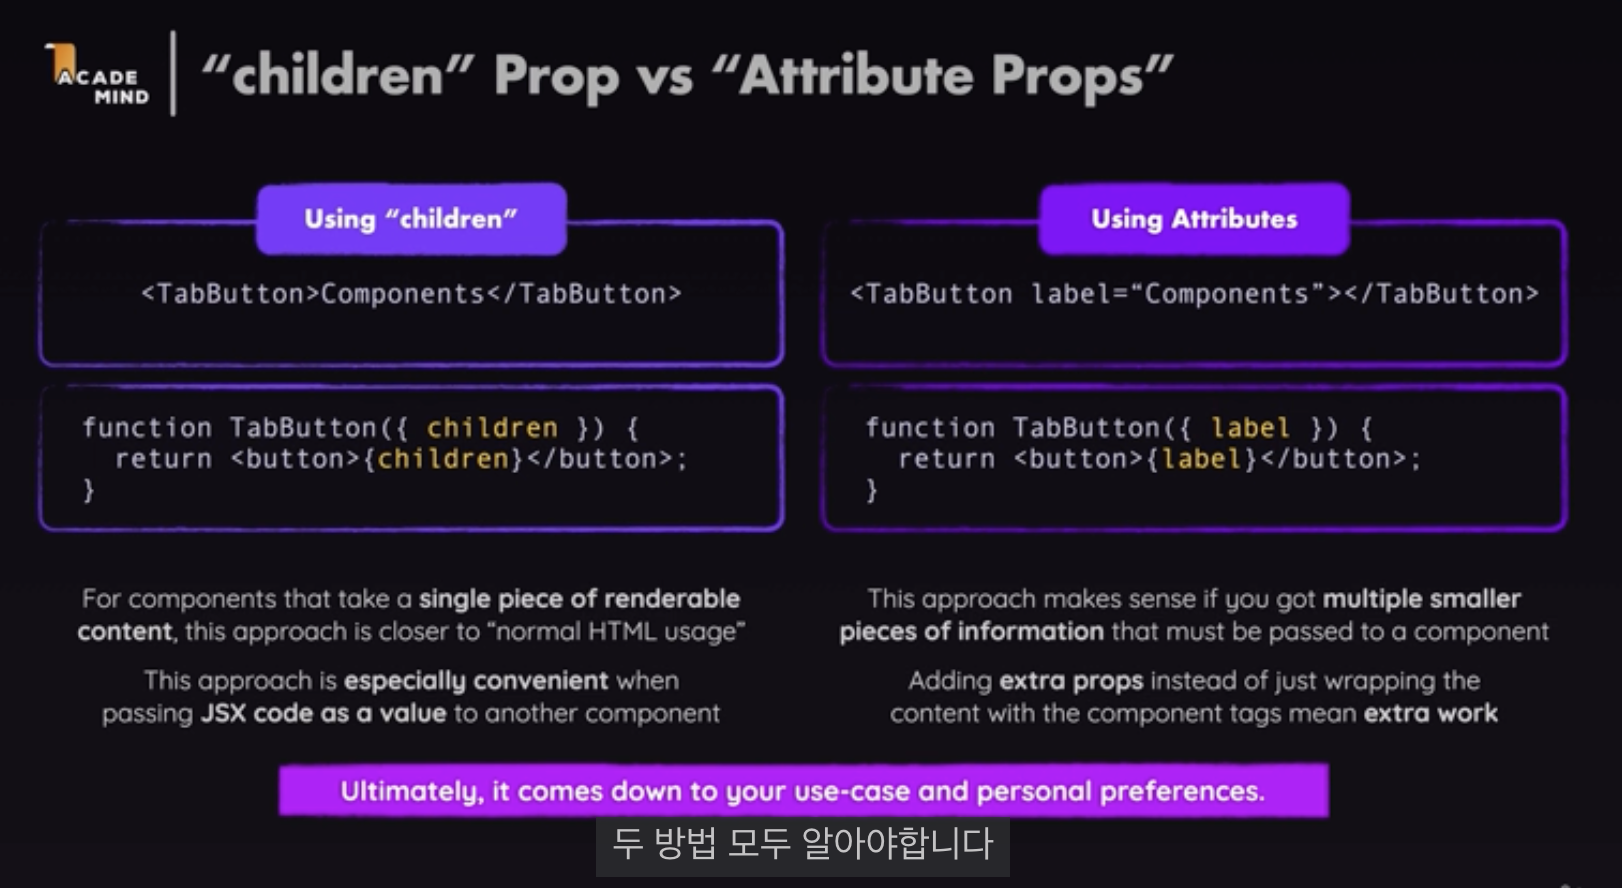 ACADE
MIND
“children” Prop vs “Attribute Props”
Using “children”
<TabButton>Components</TabButton>
function TabButton({ children }) {
  return <button>{children}</button>;
}
For components that take a single piece of renderable
content, this approach is closer to “normal HTML usage”
This approach is especially convenient when
passing JSX code as a value to another component
Using Attributes
<TabButton label=“Components”></TabButton>
function TabButton({ label }) {
  return <button>{label}</button>;
}
This approach makes sense if you got multiple smaller
pieces of information that must be passed to a component
Adding extra props instead of just wrapping the
content with the component tags mean extra work
Ultimately, it comes down to your use-case and personal preferences.
두 방법 모두 알아야합니다